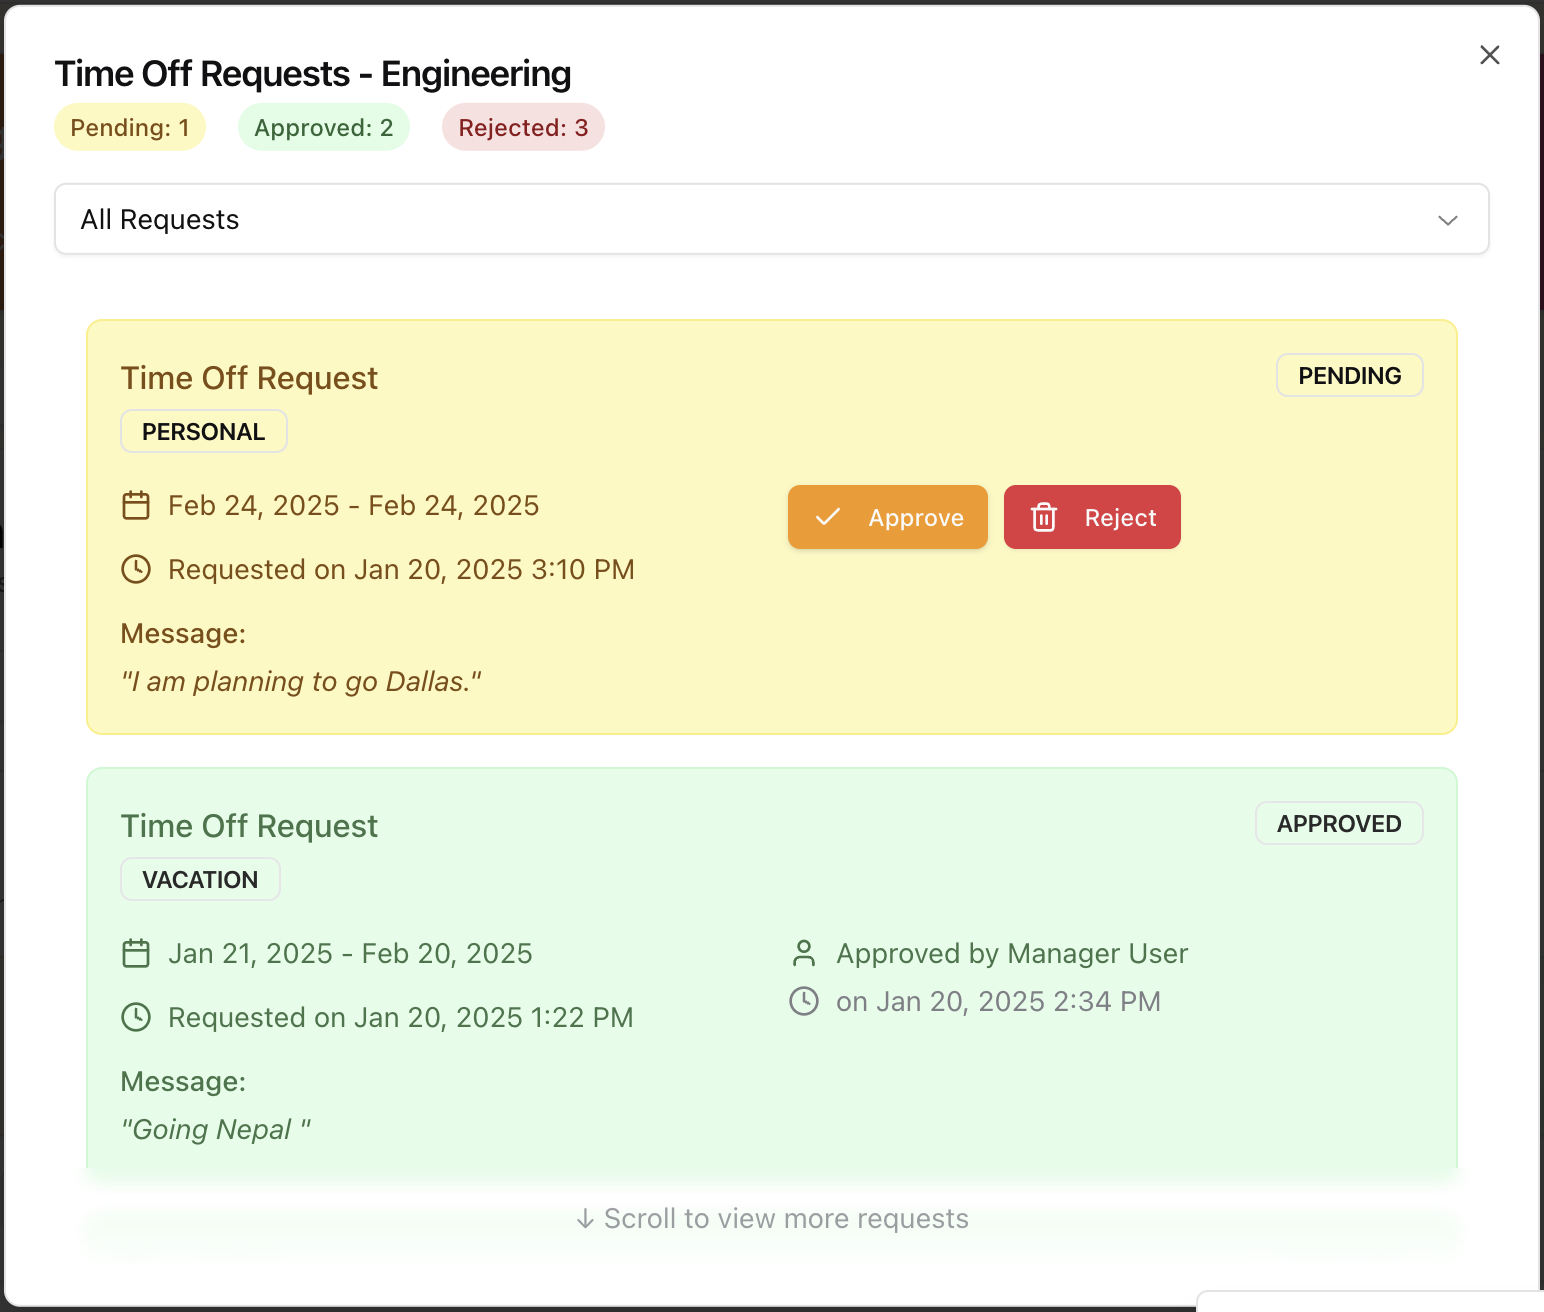 Time Off Requests - Engineering
Pending: 1 Approved: 2 Rejected: 3
All Requests
Time Off Request PENDING
PERSONAL
Feb 24, 2025 - Feb 24, 2025
Approve Reject
Requested on Jan 20, 2025 3:10 PM
Message:
"I am planning to go Dallas."
Time Off Request APPROVED
VACATION
Jan 21, 2025 - Feb 20, 2025 Approved by Manager User
on Jan 20, 2025 2:34 PM
Requested on Jan 20, 2025 1:22 PM
Message:
"Going Nepal "
↓ Scroll to view more requests